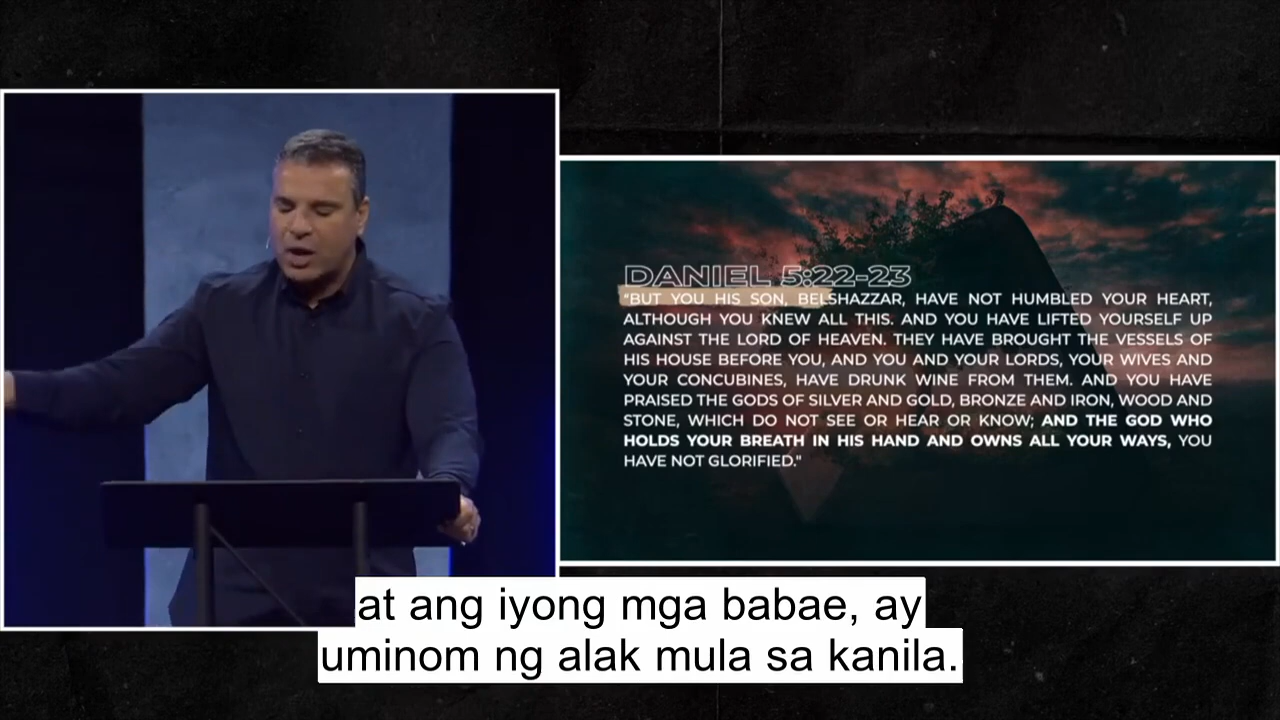 DANIEL 5:22-23
"BUT YOU HIS SON, BELSHAZZAR, HAVE NOT HUMBLED YOUR HEART,
ALTHOUGH YOU KNEW ALL THIS. AND YOU HAVE LIFTED YOURSELF UP
AGAINST THE LORD OF HEAVEN. THEY HAVE BROUGHT THE VESSELS OF
HIS HOUSE BEFORE YOU, AND YOU AND YOUR LORDS, YOUR WIVES AND
YOUR CONCUBINES, HAVE DRUNK WINE FROM THEM. AND YOU HAVE
PRAISED THE GODS OF SILVER AND GOLD, BRONZE AND IRON, WOOD AND
STONE, WHICH DO NOT SEE OR HEAR OR KNOW; AND THE GOD WHO
HOLDS YOUR BREATH IN HIS HAND AND OWNS ALL YOUR WAYS, YOU
HAVE NOT GLORIFIED."
at ang iyong mga babae, ay
uminom ng alak mula sa kanila.